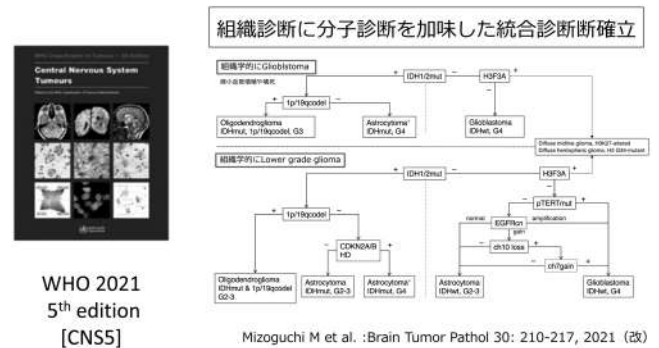 組織診断に分子診断を加味した統合診断断確立
Central Nervous System
Tumours
WHO 2021
5th edition
[CNS5]
組織学的にGlioblstoma
IDH1/2mut
H3F3A
+
-
-
+
1p/19qcodel
+
-
-
Oligodendroglioma
IDHmut, 1p/19qcodel, G3
Astrocytoma*
IDHmut, G4
Glioblastoma
IDHwt, G4
Diffuse midline glioma, H3K27-altered
Diffuse hemispheric glioma, H3 G34-mutant
組織学的にLower grade glioma
+
IDH1/2mut
-
H3F3A
+
-
1p/19qcodel
+
-
pTERTmut
-
+
normal
EGFRcn
amplification
gain
CDKN2A/B
HD
-
+
-
ch10 loss
+
-
ch7gain
+
Oligodendroglioma
IDHmut & 1p/19qcodel
G2-3
Astrocytoma
IDHmut, G2-3
Astrocytoma*
IDHmut, G4
Astrocytoma
IDHwt, G2-3
Glioblastoma
IDHwt, G4
Mizoguchi M et al. :Brain Tumor Pathol 30: 210-217, 2021（改）